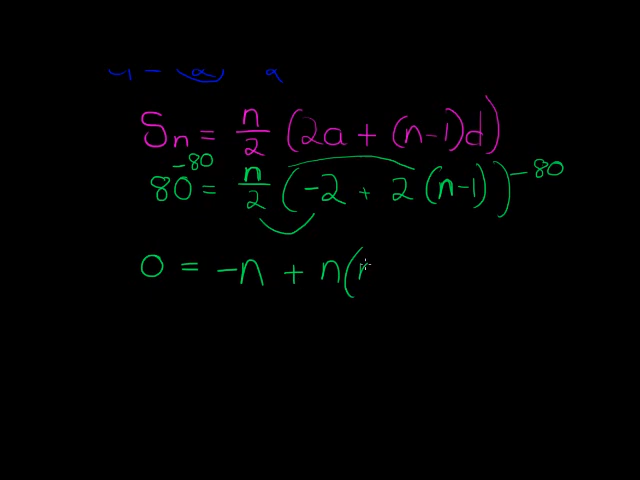 Sn = n/2 (2a + (n-1)d)
80 -80 = n/2 (-2 + 2(n-1)) -80
0 = -n + n(